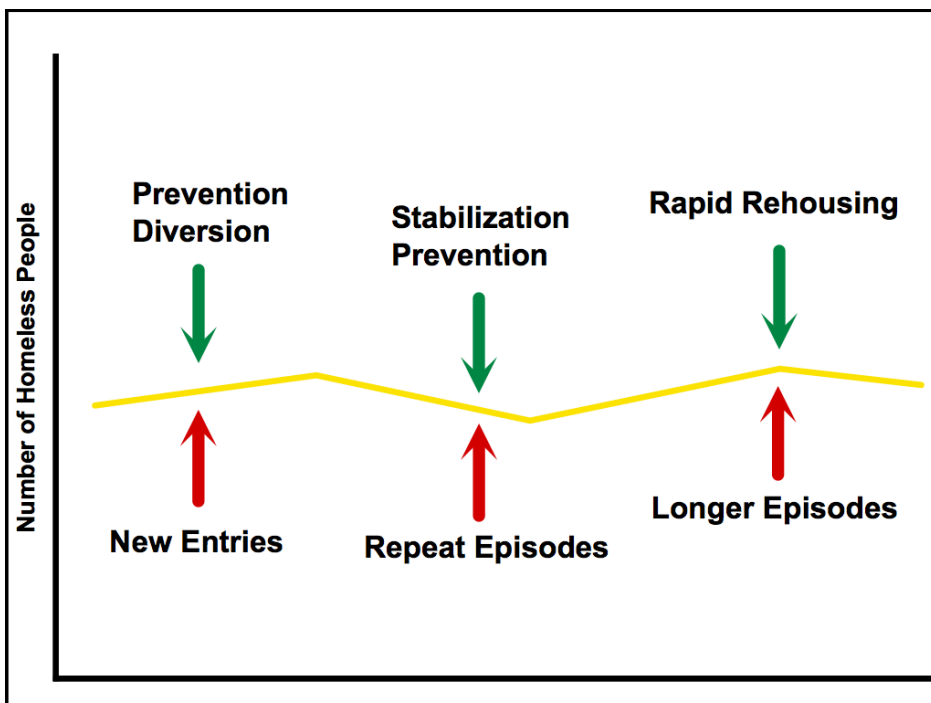 Number of Homeless People
Prevention
Diversion
Stabilization
Prevention
Rapid Rehousing
New Entries
Repeat Episodes
Longer Episodes